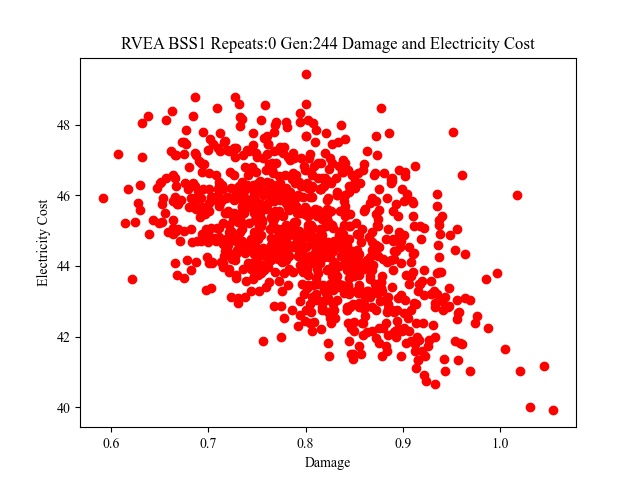 RVEA BSS1 Repeats:0 Gen:244 Damage and Electricity Cost
48
46
44
42
40
Electricity Cost
0.6 0.7 0.8 0.9 1.0
Damage